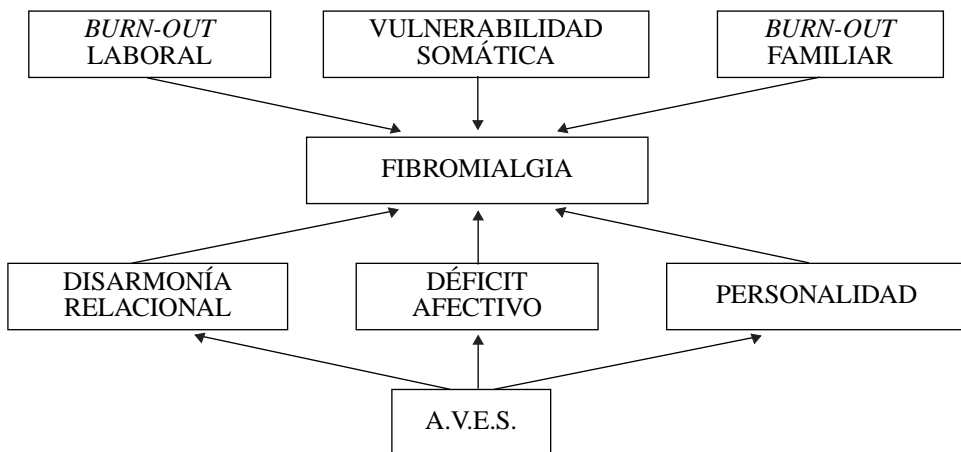 BURN-OUT
LABORAL
VULNERABILIDAD
SOMÁTICA
BURN-OUT
FAMILIAR
FIBROMIALGIA
DISARMONÍA
RELACIONAL
DÉFICIT
AFECTIVO
PERSONALIDAD
A.V.E.S.